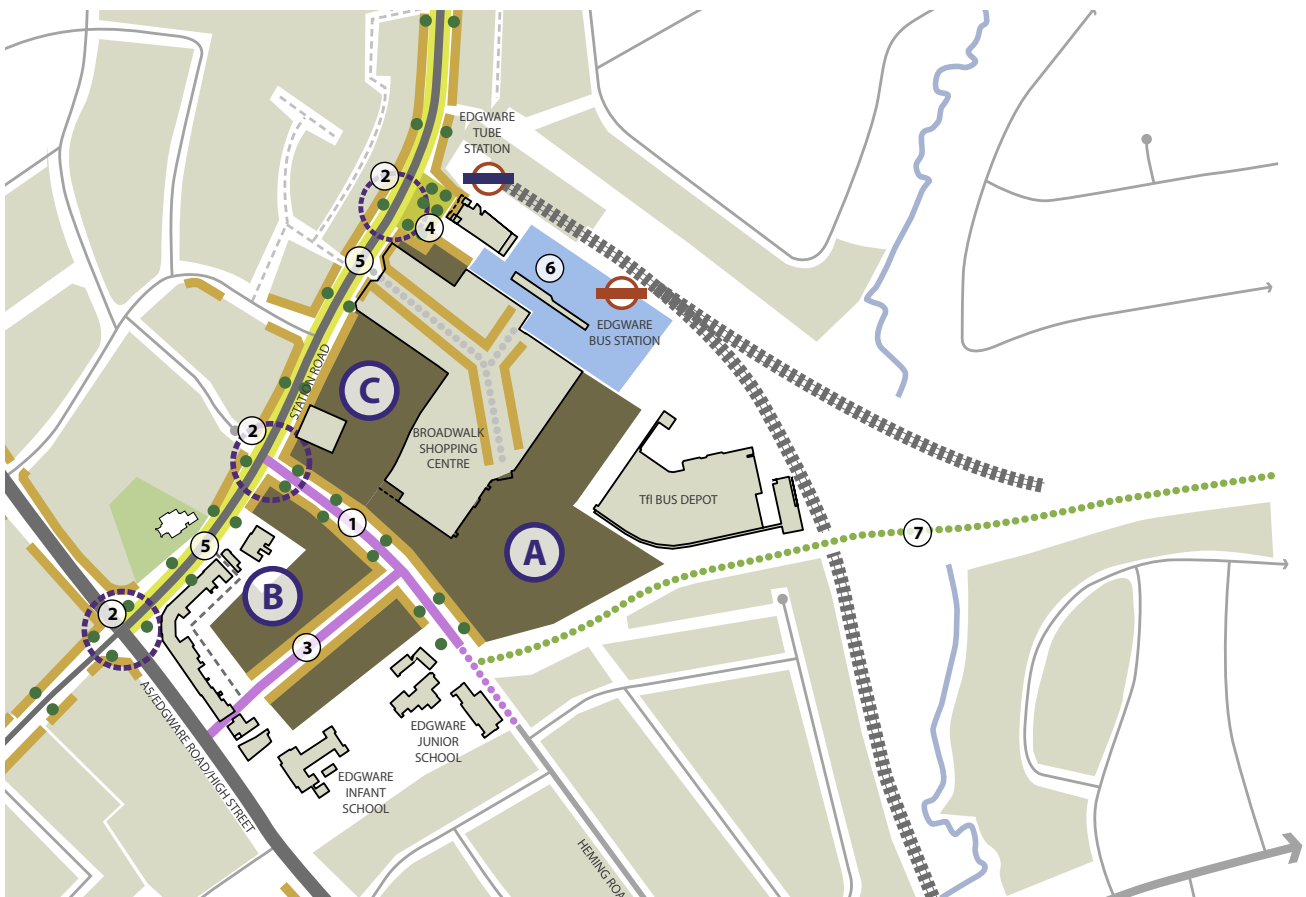 EDGWARE
TUBE
STATION
2
4
5
6
EDGWARE
BUS STATION
STATION ROAD
C
2
BROADWALK
SHOPPING
CENTRE
Tfl BUS DEPOT
1
A
7
5
B
2
3
A5/EDGWARE ROAD/HIGH STREET
EDGWARE
JUNIOR
SCHOOL
EDGWARE
INFANT
SCHOOL
HEMING ROA